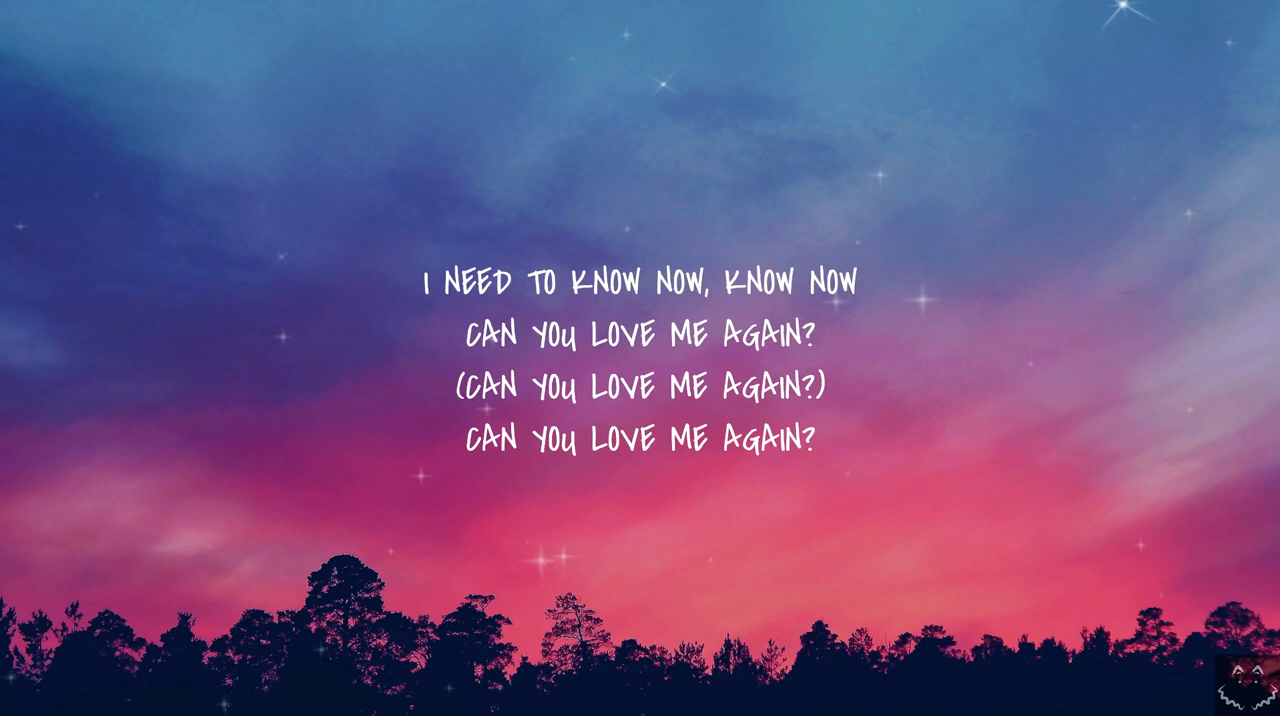 I NEED TO KNOW NOW, KNOW NOW
CAN YOU LOVE ME AGAIN?
(CAN YOU LOVE ME AGAIN?)
CAN YOU LOVE ME AGAIN?